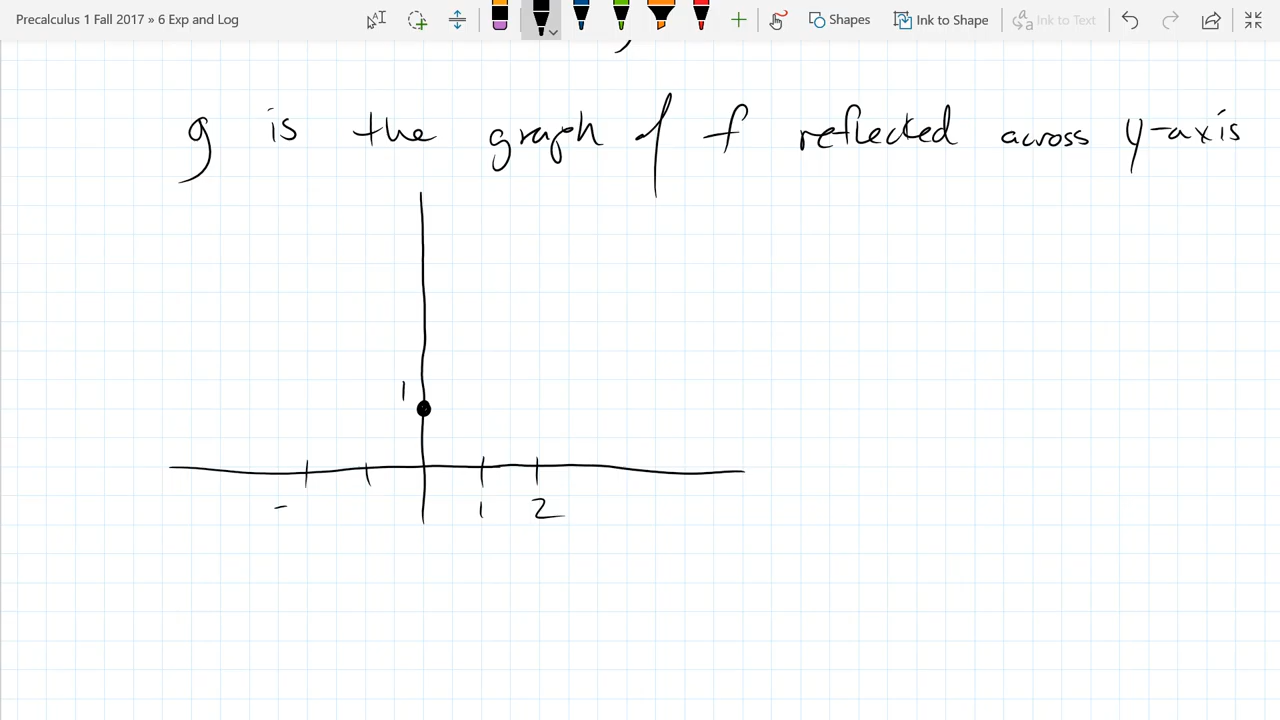 Precalculus 1 Fall 2017 » 6 Exp and Log
Shapes
Ink to Shape
Ink to Text
g is the graph of f reflected across y-axis
1
- 1 2